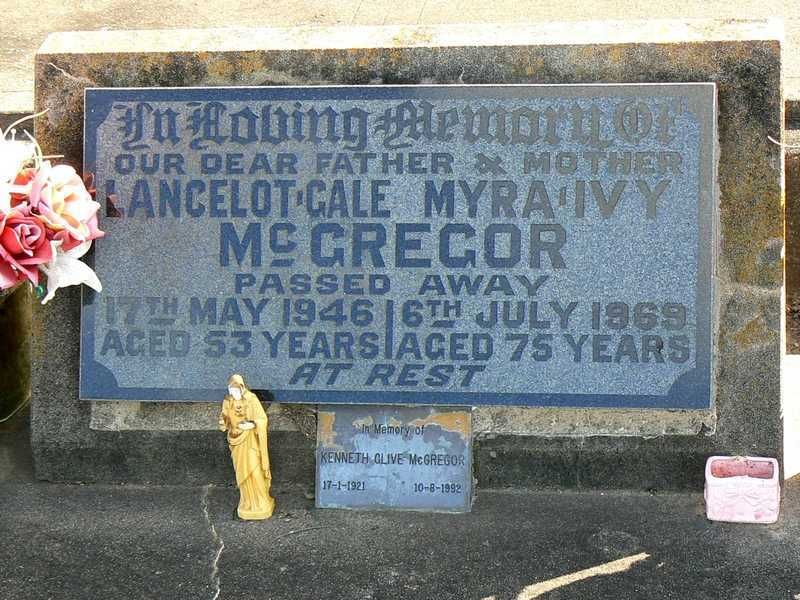 In Loving Memory Of
OUR DEAR FATHER & MOTHER
LANCELOT GALE MYRA IVY
McGREGOR
PASSED AWAY
17TH MAY 1946 6TH JULY 1969
AGED 53 YEARS AGED 75 YEARS
AT REST
In Memory of
KENNETH CLIVE McGREGOR
17-1-1921 10-8-1992